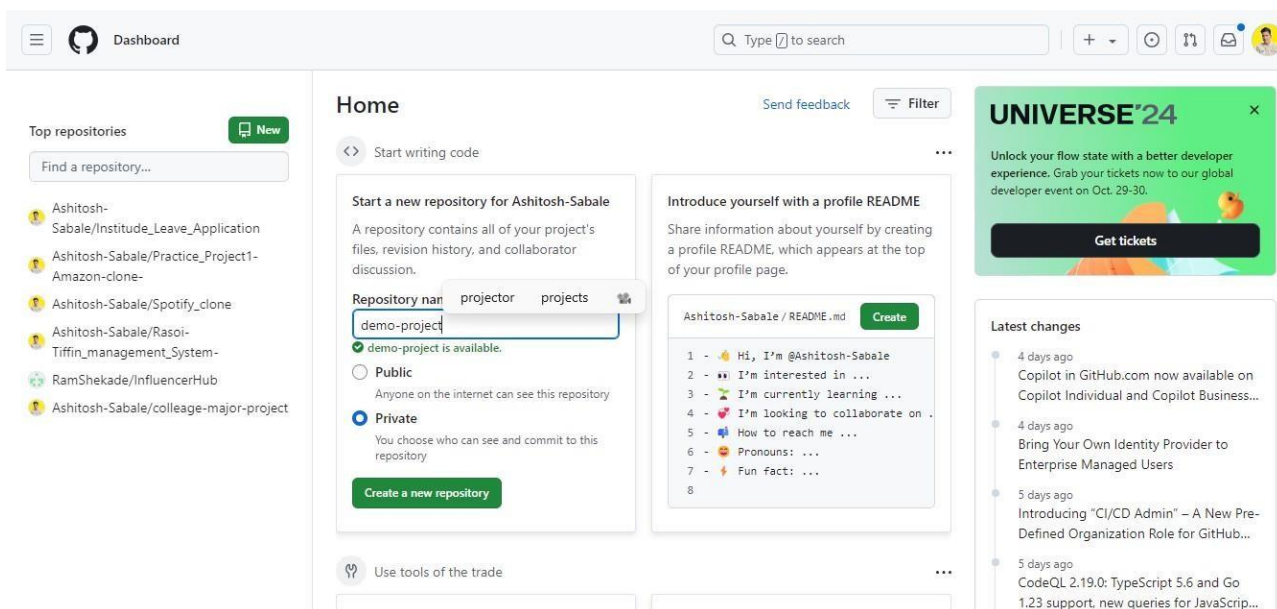 Dashboard
Type / to search
Top repositories
New
Find a repository...
Ashitosh-
Sabale/Institude_Leave_Application
Ashitosh-Sabale/Practice_Project1-
Amazon-clone-
Ashitosh-Sabale/Spotify_clone
Ashitosh-Sabale/Rasoi-
Tiffin_management_System-
RamShekade/InfluencerHub
Ashitosh-Sabale/colleage-major-project
Home
Send feedback
Filter
Start writing code
Start a new repository for Ashitosh-Sabale
A repository contains all of your project's
files, revision history, and collaborator
discussion.
Repository nam
projector projects
demo-project
demo-project is available.
Public
Anyone on the internet can see this repository
Private
You choose who can see and commit to this
repository
Create a new repository
Introduce yourself with a profile README
Share information about yourself by creating
a profile README, which appears at the top
of your profile page.
Ashitosh-Sabale / README.md
Create
1 - 👋 Hi, I'm @Ashitosh-Sabale
2 - 👀 I'm interested in ...
3 - 🌱 I'm currently learning ...
4 - 💞️ I'm looking to collaborate on .
5 - 📫 How to reach me ...
6 - 😄 Pronouns: ...
7 - ⚡ Fun fact: ...
8
Use tools of the trade
UNIVERSE'24
Unlock your flow state with a better developer
experience. Grab your tickets now to our global
developer event on Oct. 29-30.
Get tickets
Latest changes
4 days ago
Copilot in GitHub.com now available on
Copilot Individual and Copilot Business...
4 days ago
Bring Your Own Identity Provider to
Enterprise Managed Users
5 days ago
Introducing "CI/CD Admin" – A New Pre-
Defined Organization Role for GitHub...
5 days ago
CodeQL 2.19.0: TypeScript 5.6 and Go
1.23 support, new queries for JavaScrip...